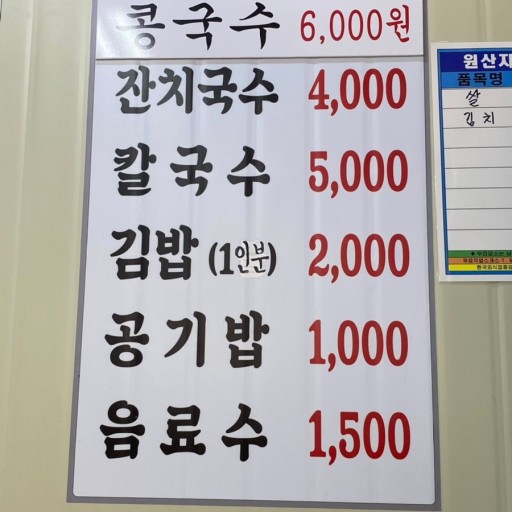 콩국수 6,000원
잔치국수 4,000
칼국수 5,000
김밥 (1인분) 2,000
공기밥 1,000
음료수 1,500
원산지
품목명
쌀
김치